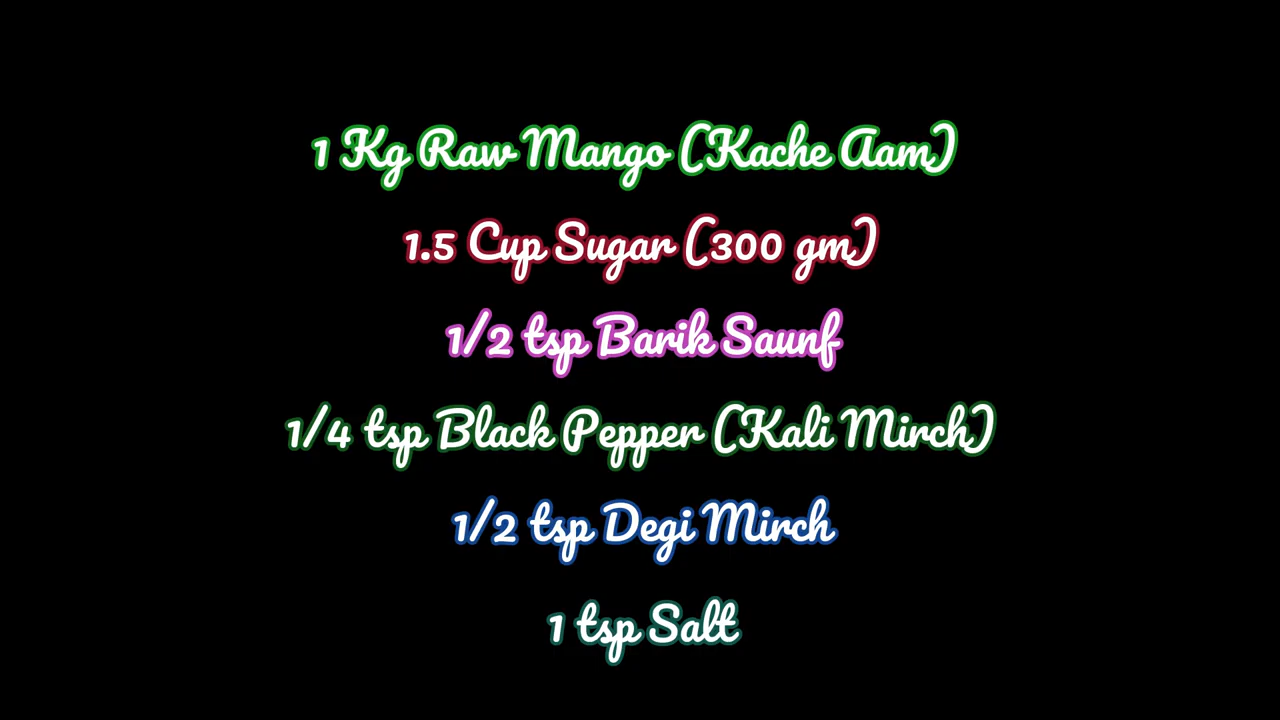 1 Kg Raw Mango (Kache Aam)
1.5 Cup Sugar (300 gm)
1/2 tsp Barik Saunf
1/4 tsp Black Pepper (Kali Mirch)
1/2 tsp Degi Mirch
1 tsp Salt